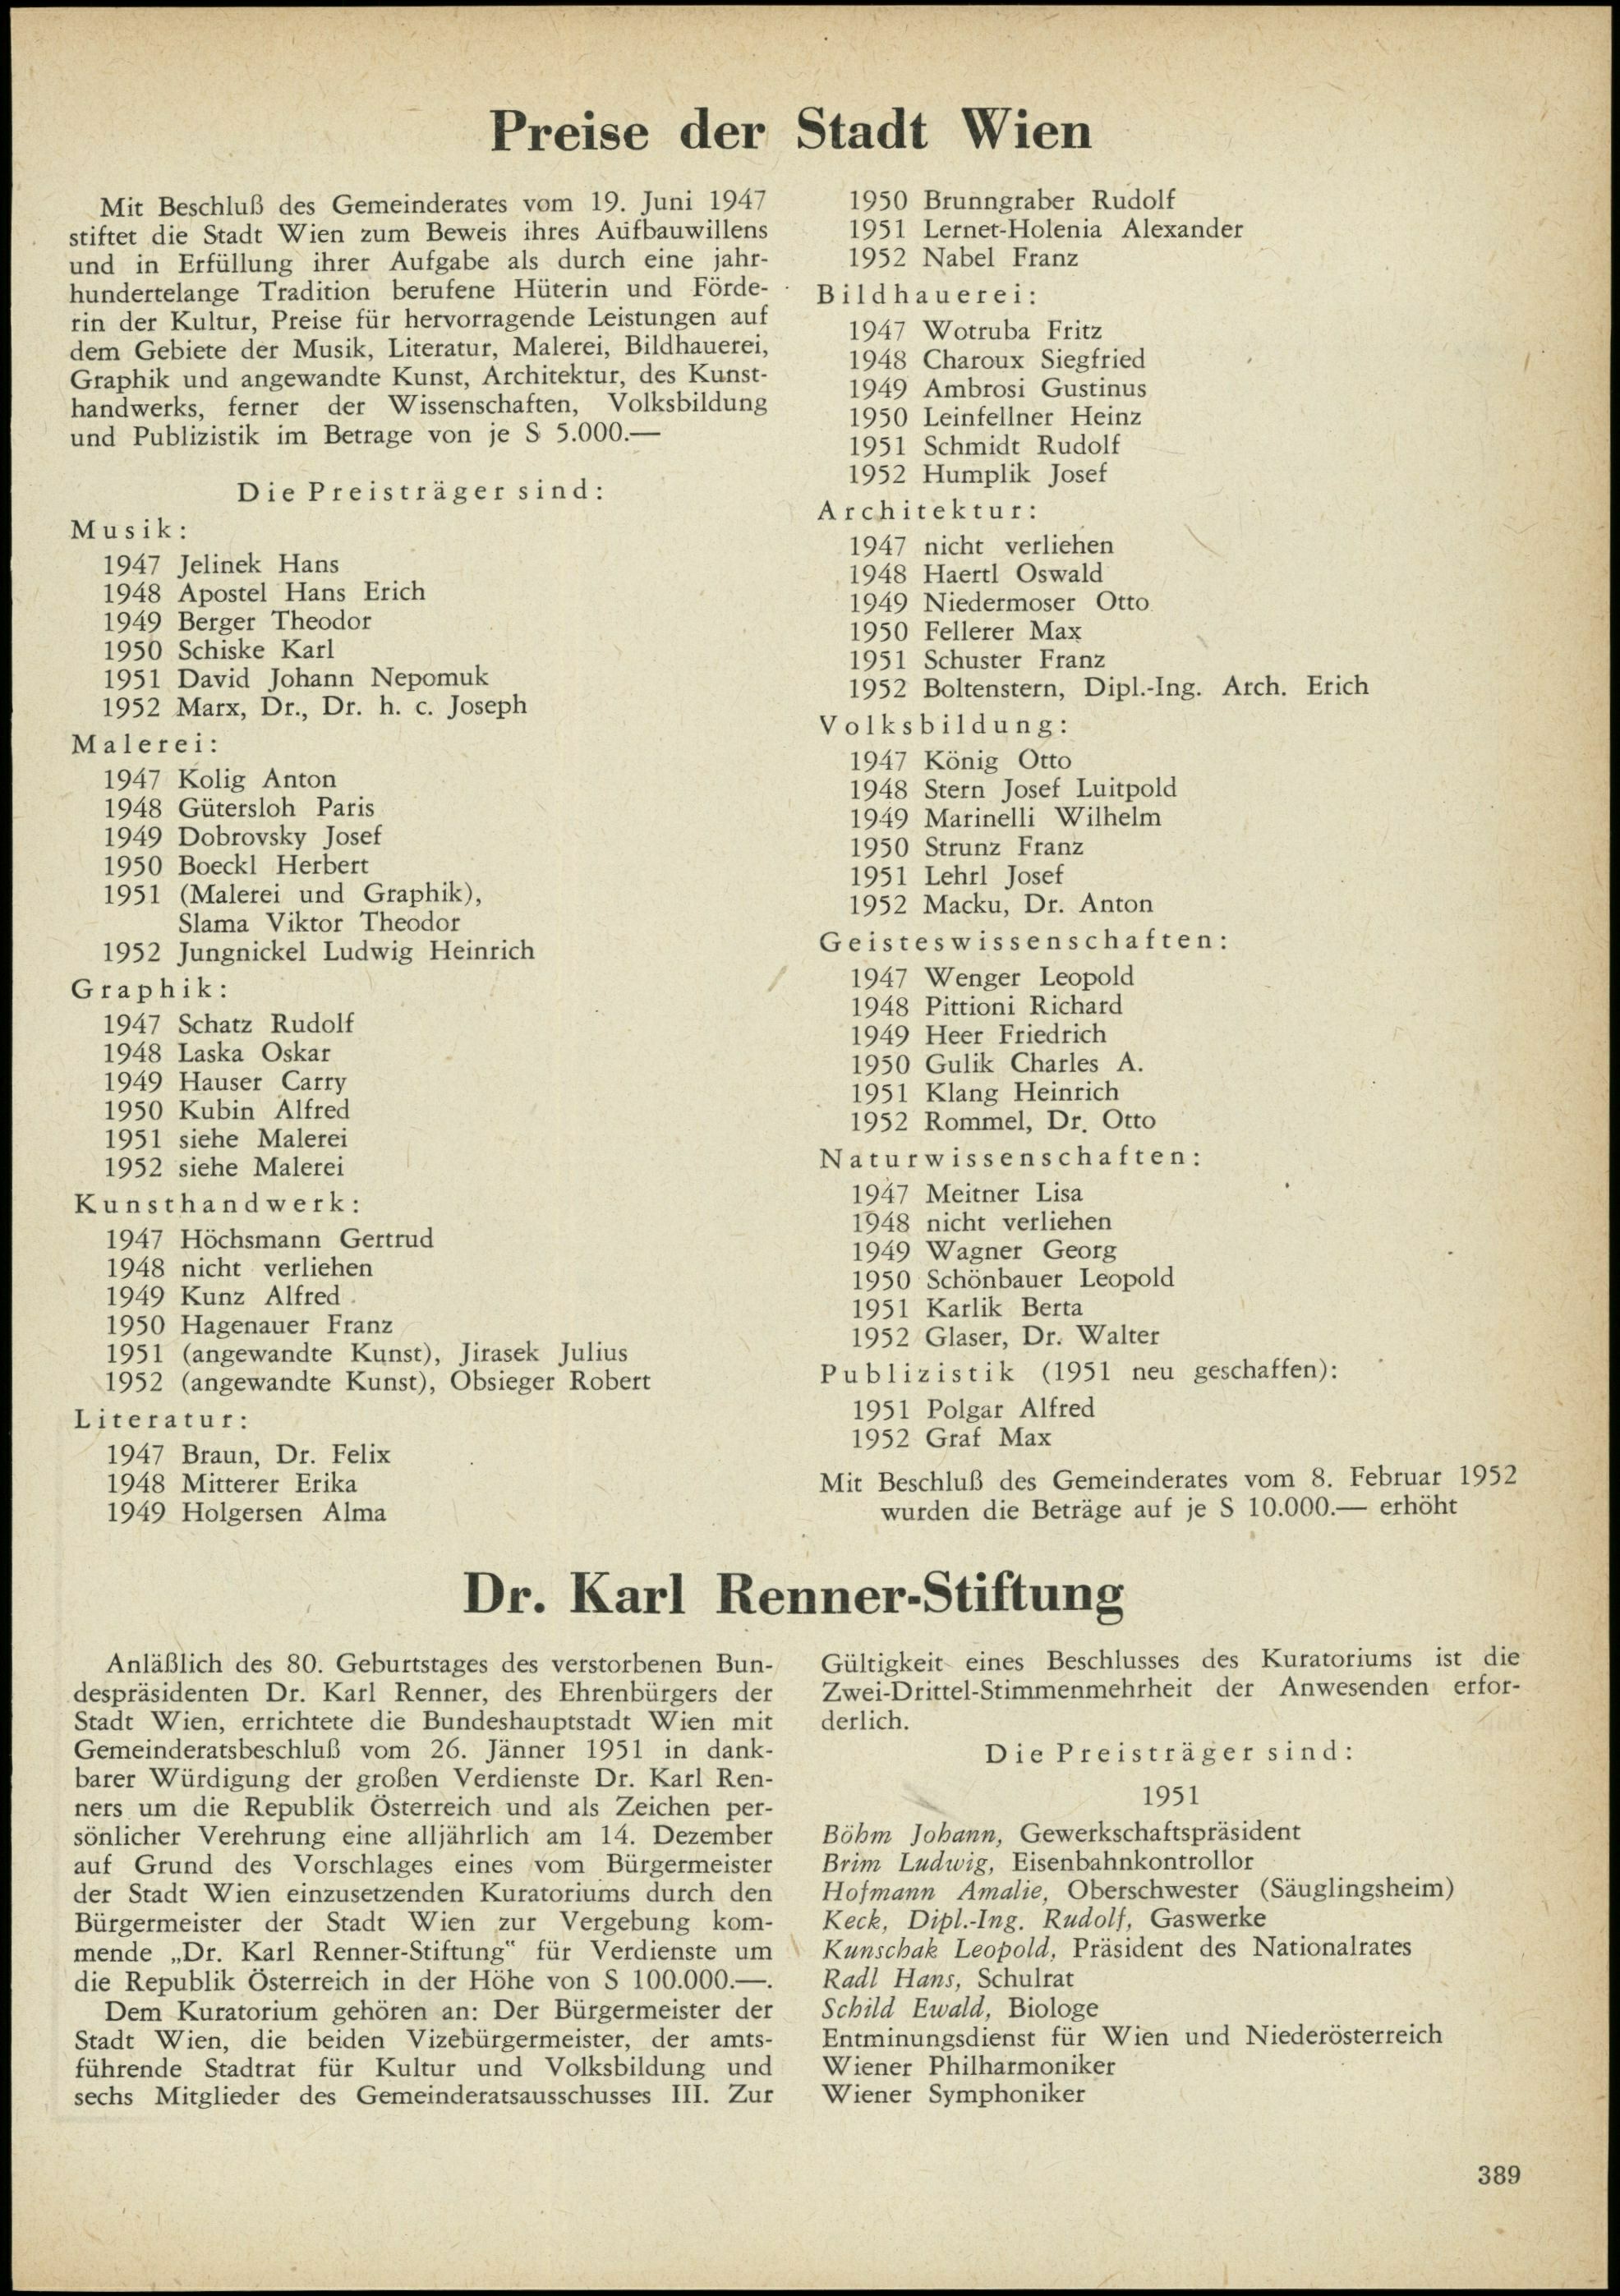 Preise der Stadt Wien
Mit Beschluß des Gemeinderates vom 19. Juni 1947
stiftet die Stadt Wien zum Beweis ihres Aufbauwillens
und in Erfüllung ihrer Aufgabe als durch eine jahr-
hundertelange Tradition berufene Hüterin und Förde-
rin der Kultur, Preise für hervorragende Leistungen auf
dem Gebiete der Musik, Literatur, Malerei, Bildhauerei,
Graphik und angewandte Kunst, Architektur, des Kunst-
handwerks, ferner der Wissenschaften, Volksbildung
und Publizistik im Betrage von je S 5.000.—
Die Preisträger sind:
Musik:
1947 Jelinek Hans
1948 Apostel Hans Erich
1949 Berger Theodor
1950 Schiske Karl
1951 David Johann Nepomuk
1952 Marx, Dr., Dr. h. c. Joseph
Malerei:
1947 Kolig Anton
1948 Gütersloh Paris
1949 Dobrovsky Josef
1950 Boeckl Herbert
1951 (Malerei und Graphik),
Slama Viktor Theodor
1952 Jungnickel Ludwig Heinrich
Graphik:
1947 Schatz Rudolf
1948 Laska Oskar
1949 Hauser Carry
1950 Kubin Alfred
1951 siehe Malerei
1952 siehe Malerei
Kunsthandwerk:
1947 Höchsmann Gertrud
1948 nicht verliehen
1949 Kunz Alfred
1950 Hagenauer Franz
1951 (angewandte Kunst), Jirasek Julius
1952 (angewandte Kunst), Obsieger Robert
Literatur:
1947 Braun, Dr. Felix
1948 Mitterer Erika
1949 Holgersen Alma
1950 Brunngraber Rudolf
1951 Lernet-Holenia Alexander
1952 Nabel Franz
Bildhauerei:
1947 Wotruba Fritz
1948 Charoux Siegfried
1949 Ambrosi Gustinus
1950 Leinfellner Heinz
1951 Schmidt Rudolf
1952 Humplik Josef
Architektur:
1947 nicht verliehen
1948 Haertl Oswald
1949 Niedermoser Otto
1950 Fellerer Max
1951 Schuster Franz
1952 Boltenstern, Dipl.-Ing. Arch. Erich
Volksbildung:
1947 König Otto
1948 Stern Josef Luitpold
1949 Marinelli Wilhelm
1950 Strunz Franz
1951 Lehrl Josef
1952 Macku, Dr. Anton
Geisteswissenschaften:
1947 Wenger Leopold
1948 Pittioni Richard
1949 Heer Friedrich
1950 Gulik Charles A.
1951 Klang Heinrich
1952 Rommel, Dr. Otto
Naturwissenschaften:
1947 Meitner Lisa
1948 nicht verliehen
1949 Wagner Georg
1950 Schönbauer Leopold
1951 Karlik Berta
1952 Glaser, Dr. Walter
Publizistik (1951 neu geschaffen):
1951 Polgar Alfred
1952 Graf Max
Mit Beschluß des Gemeinderates vom 8. Februar 1952
wurden die Beträge auf je S 10.000.— erhöht
Dr. Karl Renner-Stiftung
Anläßlich des 80. Geburtstages des verstorbenen Bun-
despräsidenten Dr. Karl Renner, des Ehrenbürgers der
Stadt Wien, errichtete die Bundeshauptstadt Wien mit
Gemeinderatsbeschluß vom 26. Jänner 1951 in dank-
barer Würdigung der großen Verdienste Dr. Karl Ren-
ners um die Republik Österreich und als Zeichen per-
sönlicher Verehrung eine alljährlich am 14. Dezember
auf Grund des Vorschlages eines vom Bürgermeister
der Stadt Wien einzusetzenden Kuratoriums durch den
Bürgermeister der Stadt Wien zur Vergebung kom-
mende „Dr. Karl Renner-Stiftung" für Verdienste um
die Republik Österreich in der Höhe von S 100.000.—.
Dem Kuratorium gehören an: Der Bürgermeister der
Stadt Wien, die beiden Vizebürgermeister, der amts-
führende Stadtrat für Kultur und Volksbildung und
sechs Mitglieder des Gemeinderatsausschusses III. Zur
Gültigkeit eines Beschlusses des Kuratoriums ist die
Zwei-Drittel-Stimmenmehrheit der Anwesenden erfor-
derlich.
Die Preisträger sind:
1951
Böhm Johann, Gewerkschaftspräsident
Brim Ludwig, Eisenbahnkontrollor
Hofmann Amalie, Oberschwester (Säuglingsheim)
Keck, Dipl.-Ing. Rudolf, Gaswerke
Kunschak Leopold, Präsident des Nationalrates
Radl Hans, Schulrat
Schild Ewald, Biologe
Entminungsdienst für Wien und Niederösterreich
Wiener Philharmoniker
Wiener Symphoniker
389